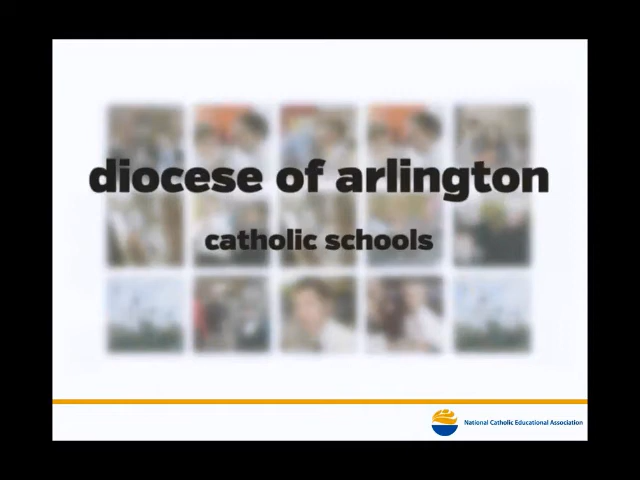 diocese of arlington
catholic schools
National Catholic Educational Association